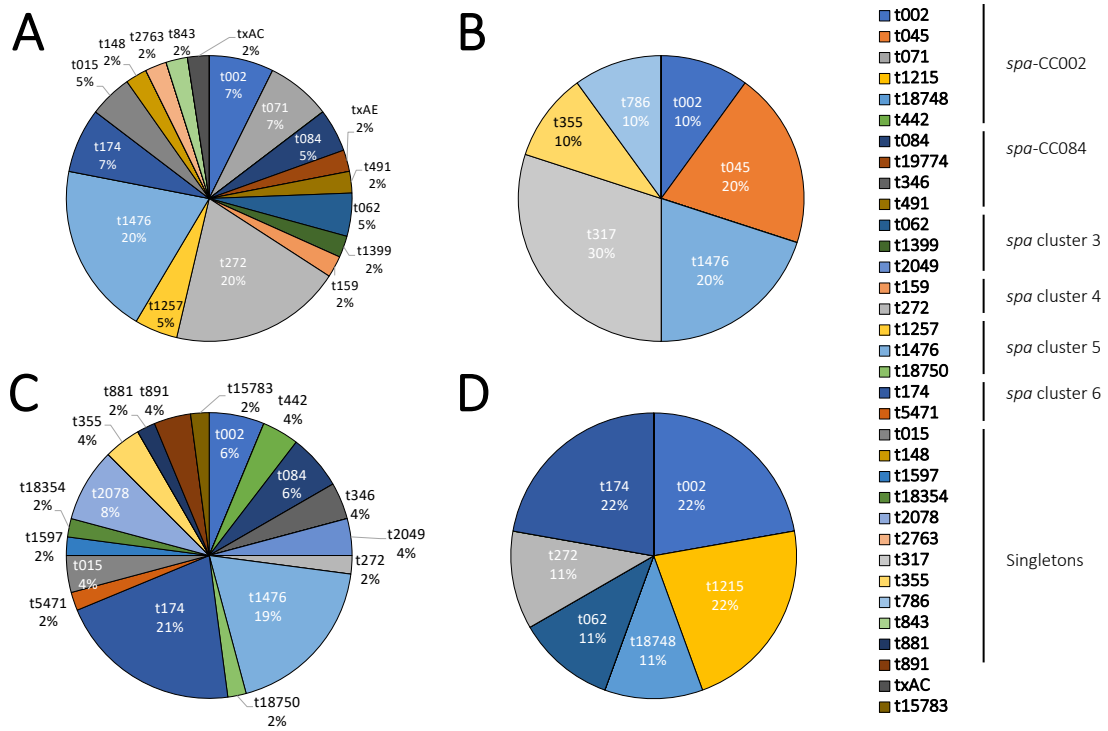 A
t148
2%
t2763
2%
t843
2%
txAC
2%
t015
5%
t002
7%
t071
7%
txAE
2%
t084
5%
t174
7%
t491
2%
t062
5%
t1476
20%
t1399
2%
t272
20%
t159
2%
t1257
5%
B
t786
10%
t002
10%
t355
10%
t045
20%
t317
30%
t1476
20%
C
t881
2%
t891
4%
t15783
2%
t442
4%
t355
4%
t002
6%
t084
6%
t346
4%
t2078
8%
t18354
2%
t2049
4%
t1597
2%
t272
2%
t015
4%
t1476
19%
t5471
2%
t174
21%
t18750
2%
D
t174
22%
t002
22%
t272
11%
t1215
22%
t062
11%
t18748
11%
t002
t045
t071
t1215
t18748
t442
t084
t19774
t346
t491
t062
t1399
t2049
t159
t272
t1257
t1476
t18750
t174
t5471
t015
t148
t1597
t18354
t2078
t2763
t317
t355
t786
t843
t881
t891
txAC
t15783
spa-CC002
spa-CC084
spa cluster 3
spa cluster 4
spa cluster 5
spa cluster 6
Singletons